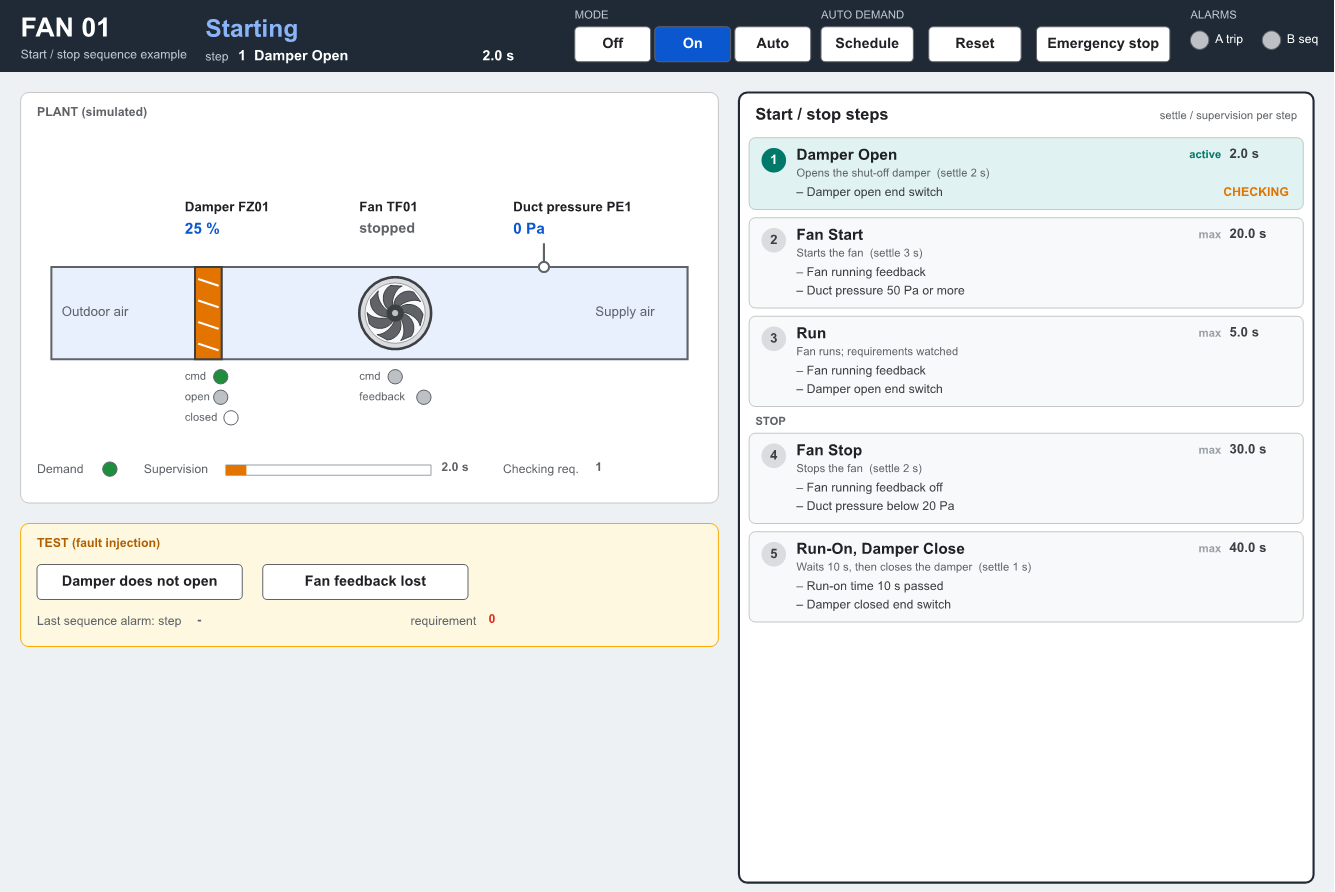 FAN 01
Start / stop sequence example
Starting
step 1 Damper Open 2.0 s
MODE
Off On Auto
AUTO DEMAND
Schedule Reset Emergency stop
ALARMS
A trip B seq
PLANT (simulated)
Damper FZ01
25 %
Fan TF01
stopped
Duct pressure PE1
0 Pa
Outdoor air
Supply air
cmd
open
closed
cmd
feedback
Demand Supervision 2.0 s Checking req. 1
TEST (fault injection)
Damper does not open Fan feedback lost
Last sequence alarm: step - requirement 0
Start / stop steps settle / supervision per step
1 Damper Open active 2.0 s
Opens the shut-off damper (settle 2 s)
– Damper open end switch CHECKING
2 Fan Start max 20.0 s
Starts the fan (settle 3 s)
– Fan running feedback
– Duct pressure 50 Pa or more
3 Run max 5.0 s
Fan runs; requirements watched
– Fan running feedback
– Damper open end switch
STOP
4 Fan Stop max 30.0 s
Stops the fan (settle 2 s)
– Fan running feedback off
– Duct pressure below 20 Pa
5 Run-On, Damper Close max 40.0 s
Waits 10 s, then closes the damper (settle 1 s)
– Run-on time 10 s passed
– Damper closed end switch